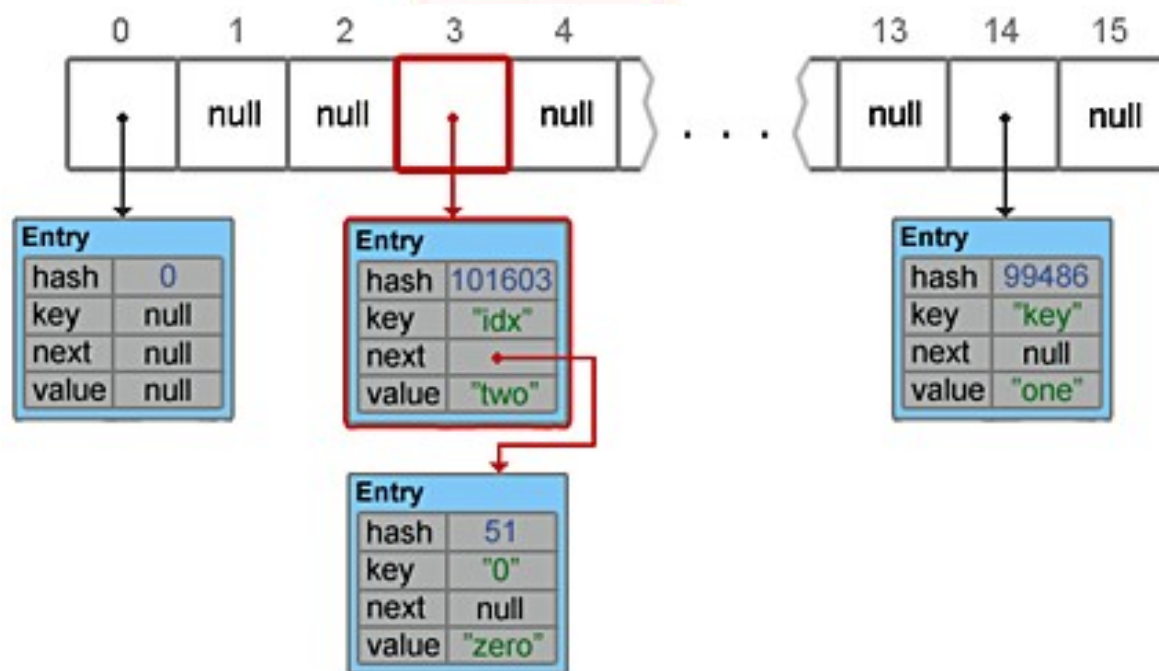 0 1 2 3 4 13 14 15
null null null . . . null null
Entry
hash 0
key null
next null
value null
Entry
hash 101603
key "idx"
next
value "two"
Entry
hash 99486
key "key"
next null
value "one"
Entry
hash 51
key "0"
next null
value "zero"